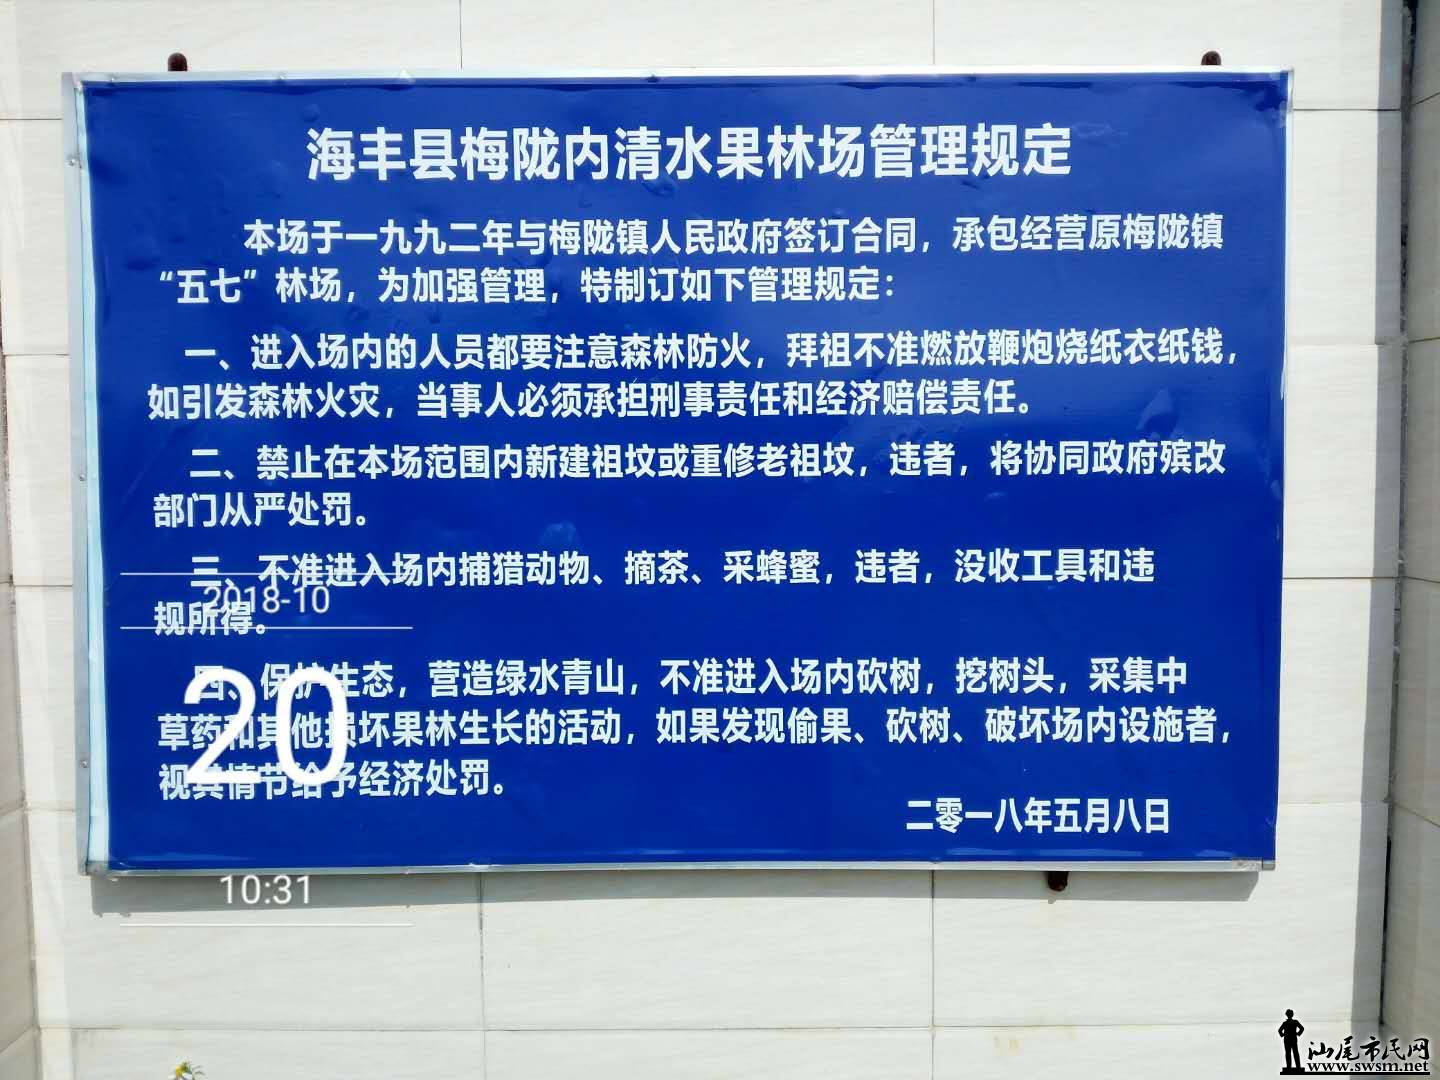 海丰县梅陇内清水果林场管理规定
本场于一九九二年与梅陇镇人民政府签订合同，承包经营原梅陇镇
“五七”林场，为加强管理，特制订如下管理规定：
一、进入场内的人员都要注意森林防火，拜祖不准燃放鞭炮烧纸衣纸钱，
如引发森林火灾，当事人必须承担刑事责任和经济赔偿责任。
二、禁止在本场范围内新建祖坟或重修老祖坟，违者，将协同政府殡改
部门从严处罚。
三、不准进入场内捕猎动物、摘茶、采蜂蜜，违者，没收工具和违
规所得。
四、保护生态，营造绿水青山，不准进入场内砍树，挖树头，采集中
草药和其他损坏果林生长的活动，如果发现偷果、砍树、破坏场内设施者，
视其情节给予经济处罚。
二零一八年五月八日
2018-10
20
10:31
汕尾市民网
www.swsm.net